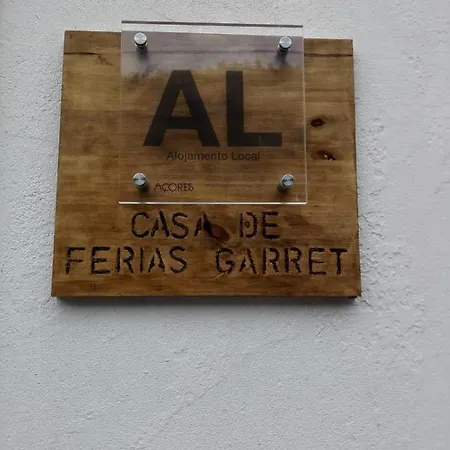 AL
Alojamento Local
AÇORES
CASA DE
FERIAS GARRET